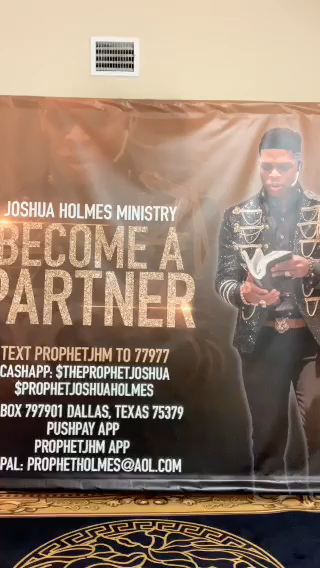 JOSHUA HOLMES MINISTRY
BECOME A
PARTNER
TEXT PROPHETJHM TO 77977
CASHAPP: $THEPROPHETJOSHUA
$PROPHETJOSHUAHOLMES
BOX 797901 DALLAS, TEXAS 75379
PUSHPAY APP
PROPHETJHM APP
PAL: PROPHETHOLMES@AOL.COM